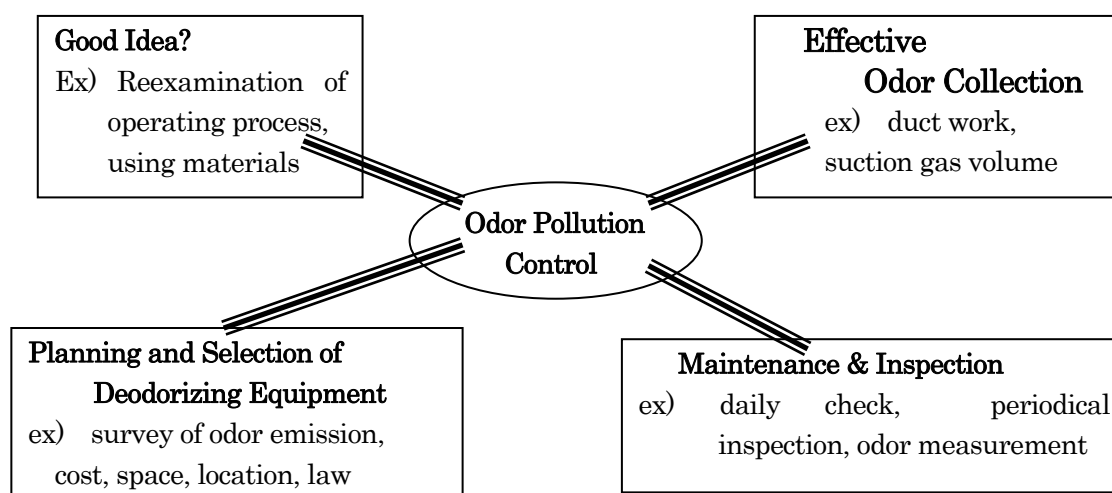 Good Idea?
Ex) Reexamination of
operating process,
using materials
Effective
Odor Collection
ex) duct work,
suction gas volume
Odor Pollution
Control
Planning and Selection of
Deodorizing Equipment
ex) survey of odor emission,
cost, space, location, law
Maintenance & Inspection
ex) daily check, periodical
inspection, odor measurement